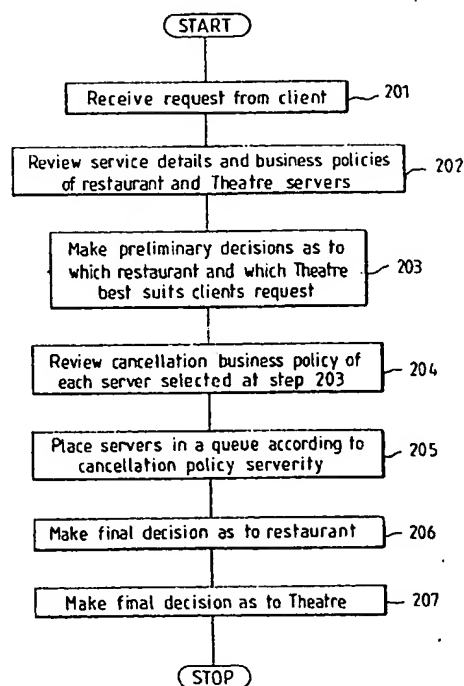 START
Receive request from client
201
Review service details and business policies
of restaurant and Theatre servers
202
Make preliminary decisions as to
which restaurant and which Theatre
best suits clients request
203
Review cancellation business policy of
each server selected at step 203
204
Place servers in a queue according to
cancellation policy serverity
205
Make final decision as to restaurant
206
Make final decision as to Theatre
207
STOP